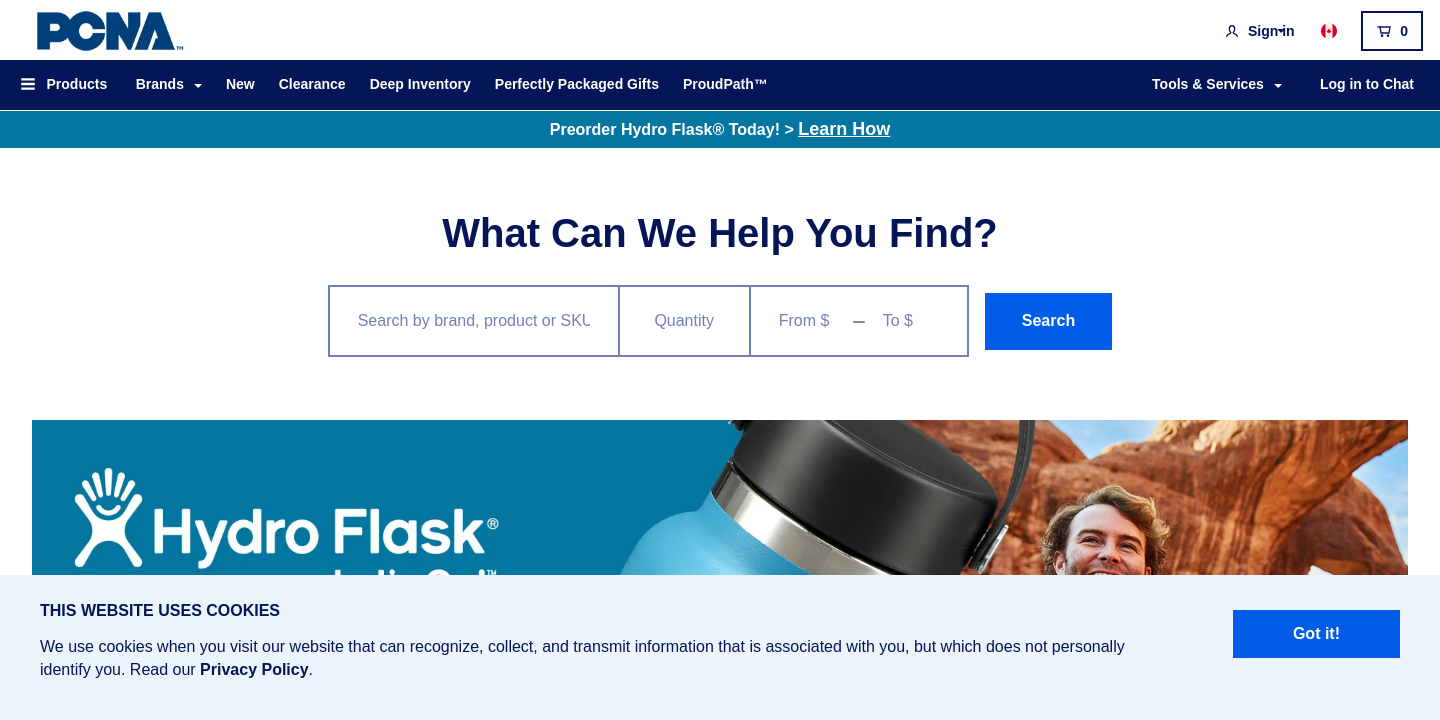 PCNA™
Sign in
0
Products
Brands
New
Clearance
Deep Inventory
Perfectly Packaged Gifts
ProudPath™
Tools & Services
Log in to Chat
Preorder Hydro Flask® Today! > Learn How
What Can We Help You Find?
Search by brand, product or SKU
Quantity
From $
To $
Search
Hydro Flask®
THIS WEBSITE USES COOKIES
We use cookies when you visit our website that can recognize, collect, and transmit information that is associated with you, but which does not personally
identify you. Read our Privacy Policy.
Got it!